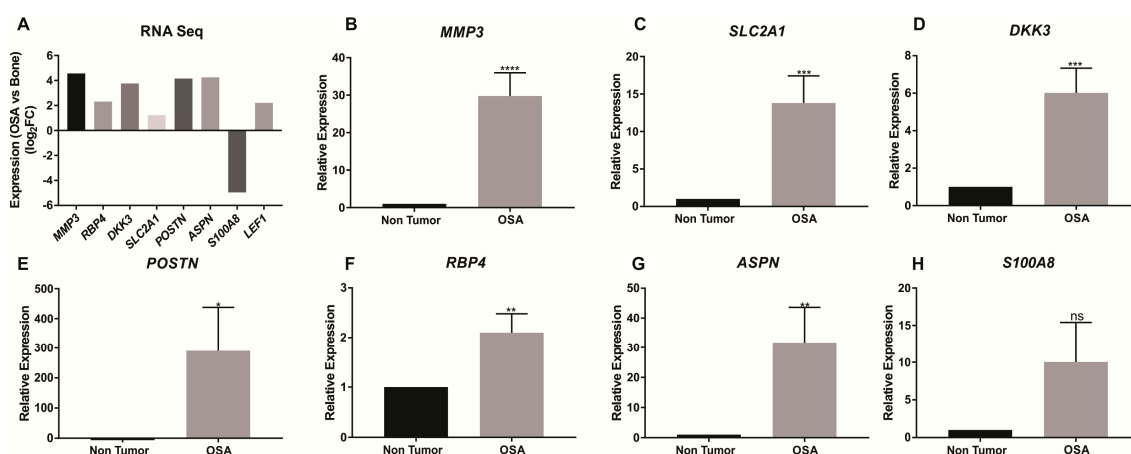 A RNA Seq
Expression (OSA vs Bone)
(log2FC)
6
4
2
0
-2
-4
-6
MMP3
RBP4
DKK3
SLC2A1
POSTN
ASPN
S100A8
LEF1
B MMP3
Relative Expression
40
30
20
10
0
****
Non Tumor OSA
C SLC2A1
Relative Expression
20
15
10
5
0
***
Non Tumor OSA
D DKK3
Relative Expression
8
6
4
2
0
***
Non Tumor OSA
E POSTN
Relative Expression
500
400
300
200
100
0
*
Non Tumor OSA
F RBP4
Relative Expression
3
2
1
0
**
Non Tumor OSA
G ASPN
Relative Expression
50
40
30
20
10
0
**
Non Tumor OSA
H S100A8
Relative Expression
20
15
10
5
0
ns
Non Tumor OSA